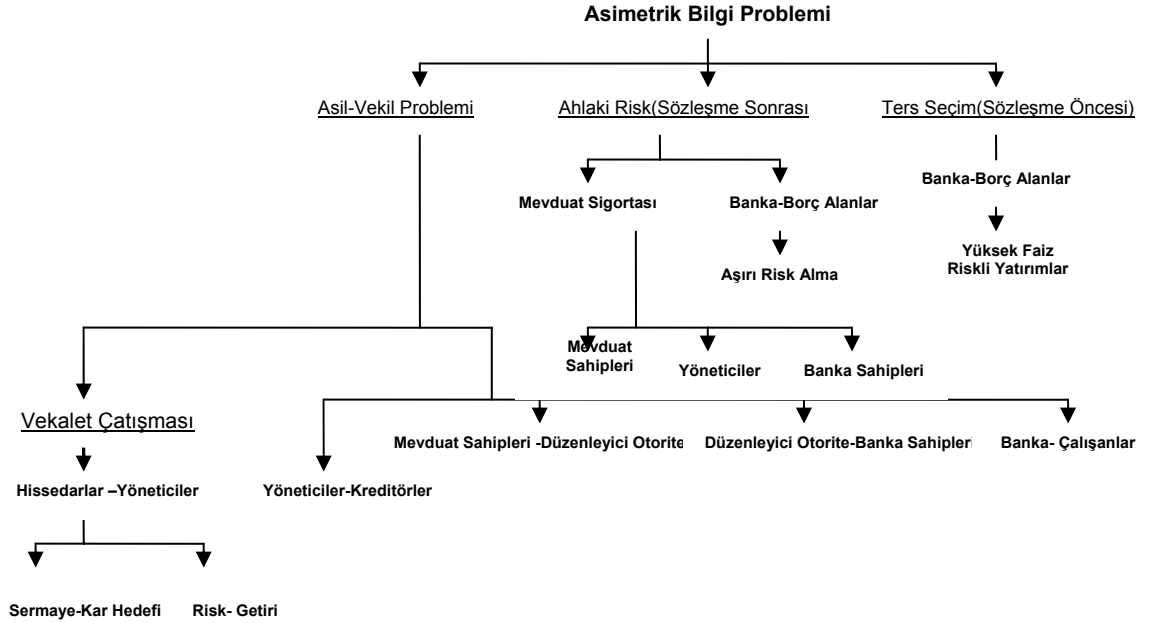 Asimetrik Bilgi Problemi
Asil-Vekil Problemi
Ahlaki Risk(Sözleşme Sonrası
Ters Seçim(Sözleşme Öncesi)
Banka-Borç Alanlar
Mevduat Sigortası
Banka-Borç Alanlar
Yüksek Faiz
Riskli Yatırımlar
Aşırı Risk Alma
Mevduat
Sahipleri
Yöneticiler
Banka Sahipleri
Vekalet Çatışması
Mevduat Sahipleri -Düzenleyici Otorite
Düzenleyici Otorite-Banka Sahipleri
Banka- Çalışanlar
Hissedarlar –Yöneticiler
Yöneticiler-Kreditörler
Sermaye-Kar Hedefi
Risk- Getiri